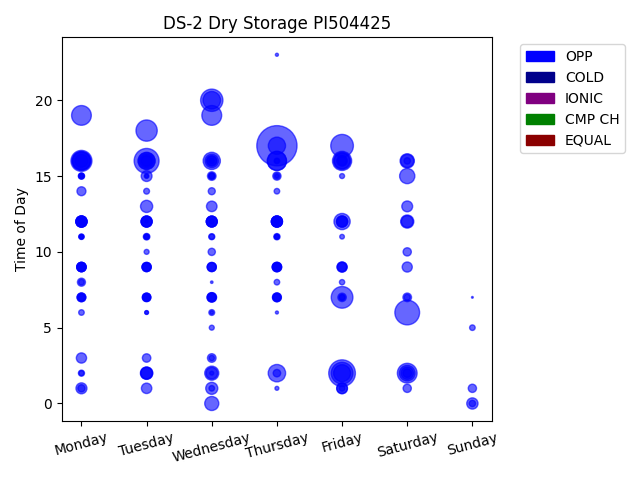 DS-2 Dry Storage PI504425
OPP
COLD
IONIC
CMP CH
EQUAL
Time of Day
20
15
10
5
0
Monday
Tuesday
Wednesday
Thursday
Friday
Saturday
Sunday